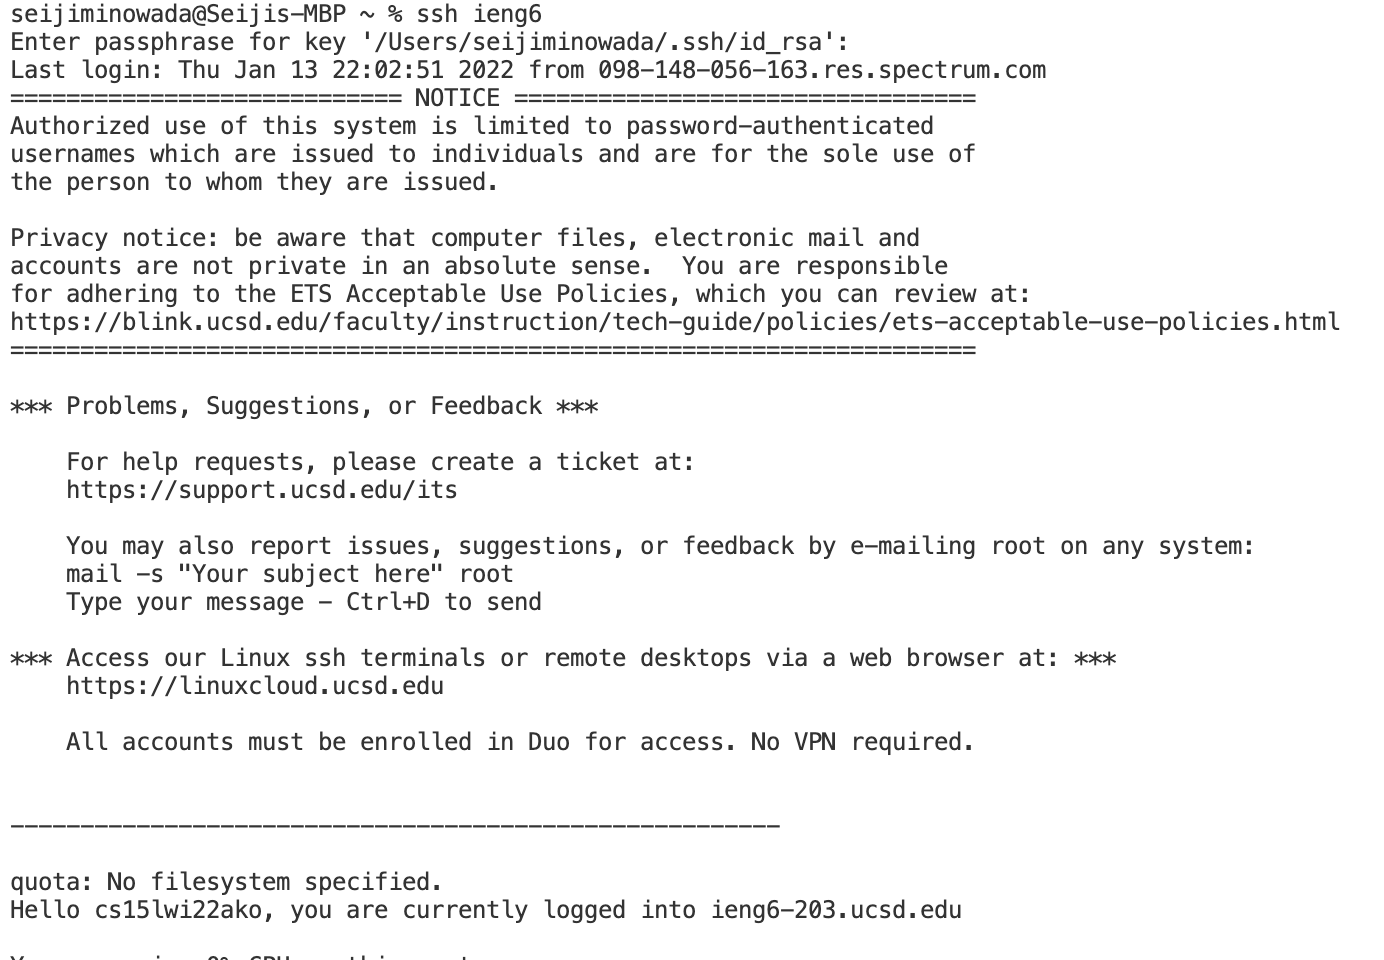 seijiminowada@Seijis-MBP ~ % ssh ieng6
Enter passphrase for key '/Users/seijiminowada/.ssh/id_rsa':
Last login: Thu Jan 13 22:02:51 2022 from 098-148-056-163.res.spectrum.com
============================ NOTICE =================================
Authorized use of this system is limited to password-authenticated
usernames which are issued to individuals and are for the sole use of
the person to whom they are issued.

Privacy notice: be aware that computer files, electronic mail and
accounts are not private in an absolute sense.  You are responsible
for adhering to the ETS Acceptable Use Policies, which you can review at:
https://blink.ucsd.edu/faculty/instruction/tech-guide/policies/ets-acceptable-use-policies.html
=====================================================================

*** Problems, Suggestions, or Feedback ***

    For help requests, please create a ticket at:
    https://support.ucsd.edu/its

    You may also report issues, suggestions, or feedback by e-mailing root on any system:
    mail -s "Your subject here" root
    Type your message - Ctrl+D to send

*** Access our Linux ssh terminals or remote desktops via a web browser at: ***
    https://linuxcloud.ucsd.edu

    All accounts must be enrolled in Duo for access. No VPN required.

-------------------------------------------------------

quota: No filesystem specified.
Hello cs15lwi22ako, you are currently logged into ieng6-203.ucsd.edu